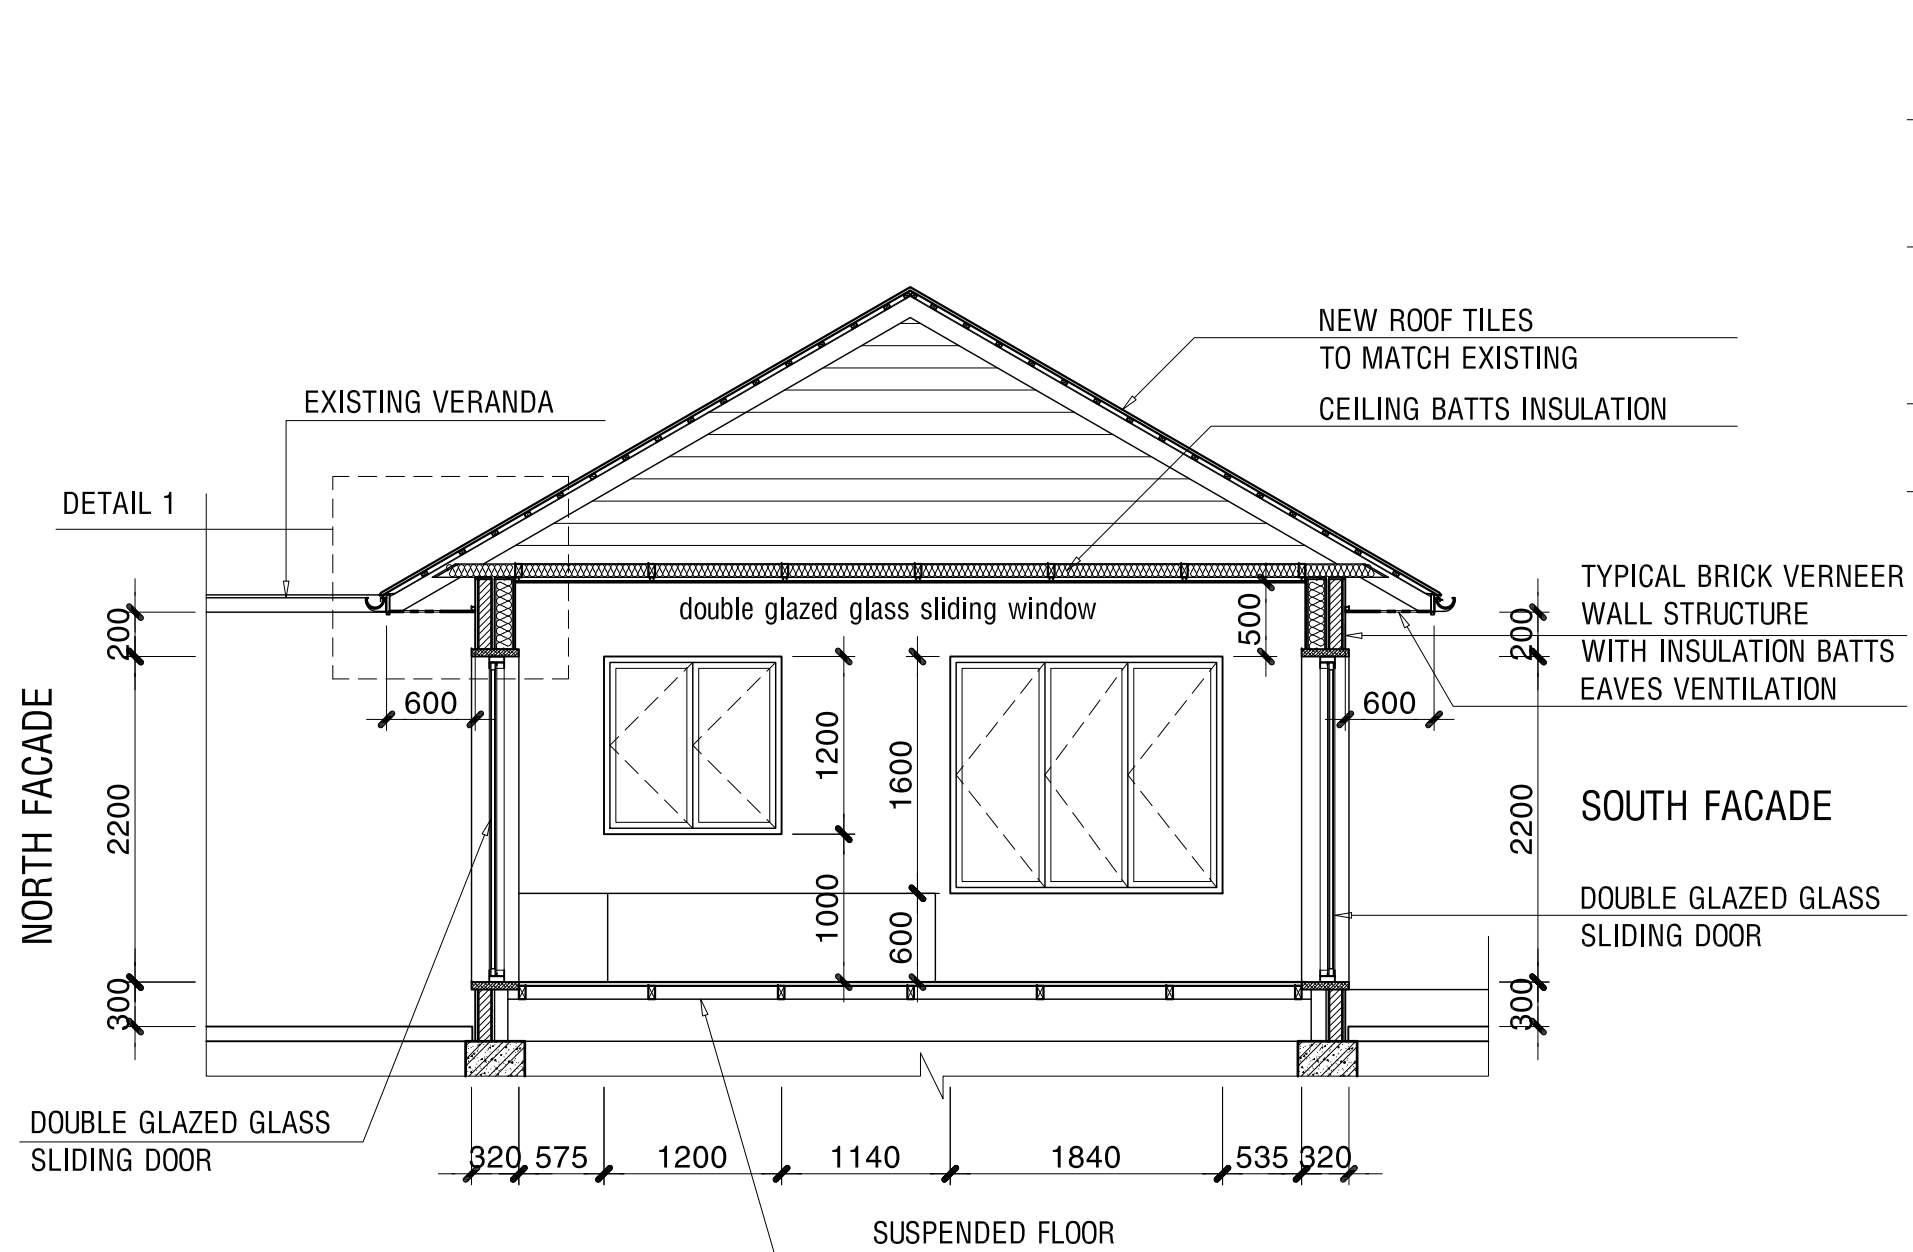 NEW ROOF TILES
TO MATCH EXISTING
EXISTING VERANDA
CEILING BATTS INSULATION
DETAIL 1
TYPICAL BRICK VERNEER
WALL STRUCTURE
WITH INSULATION BATTS
EAVES VENTILATION
double glazed glass sliding window
500
200
200
600
600
NORTH FACADE
2200
1200
1600
2200
SOUTH FACADE
1000
600
DOUBLE GLAZED GLASS
SLIDING DOOR
300
300
DOUBLE GLAZED GLASS
SLIDING DOOR
320 575 1200 1140 1840 535 320
SUSPENDED FLOOR